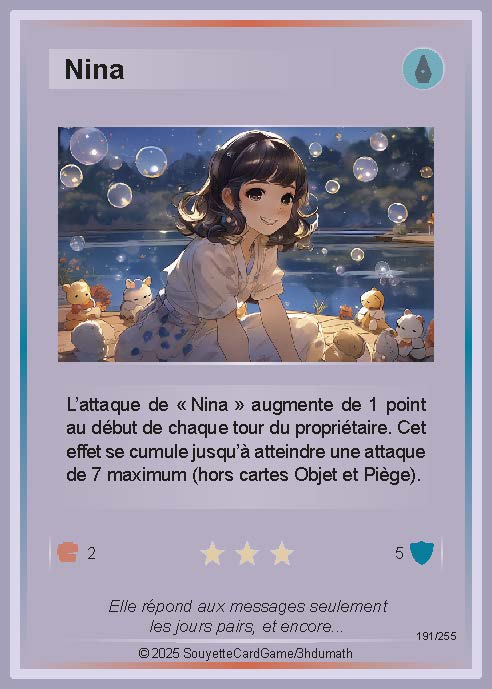 Nina
L’attaque de « Nina » augmente de 1 point
au début de chaque tour du propriétaire. Cet
effet se cumule jusqu’à atteindre une attaque
de 7 maximum (hors cartes Objet et Piège).
2
5
Elle répond aux messages seulement
les jours pairs, et encore...
191/255
© 2025 SouyetteCardGame/3hdumath